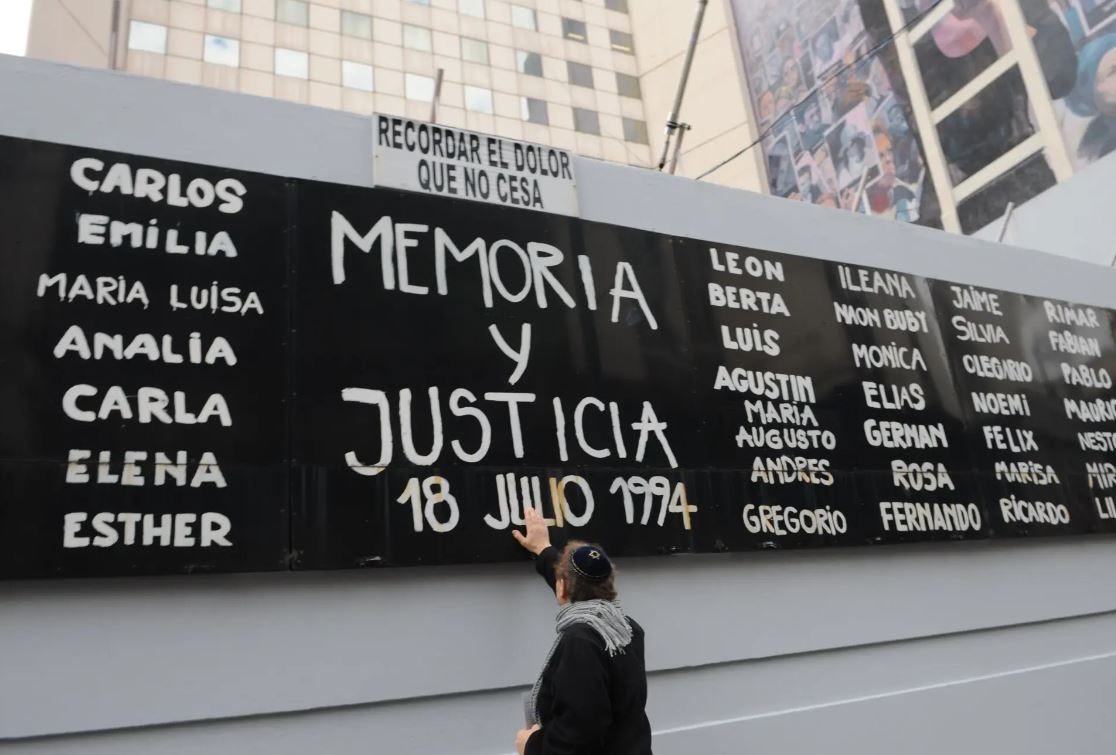 RECORDAR EL DOLOR
QUE NO CESA
CARLOS
EMILIA
MARIA LUISA
ANALIA
CARLA
ELENA
ESTHER
MEMORIA
Y
JUSTICIA
18 JULIO 1994
LEON
BERTA
LUIS
AGUSTIN
MARIA
AUGUSTO
ANDRES
GREGORIO
ILEANA
NAON BUBY
MONICA
ELIAS
GERMAN
ROSA
FERNANDO
JAIME
SILVIA
OLEGARIO
NOEMI
FELIX
MARISA
RICARDO
RIMAR
FABIAN
PABLO